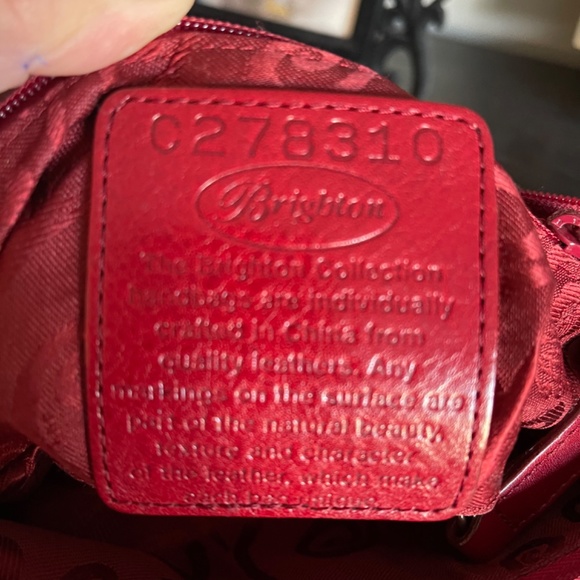 C278310
Brighton
The Brighton Collection
handbags are individually
crafted in China from
quality leathers. Any
markings on the surface are
part of the natural beauty,
texture and character
of the leather, which make
each bag unique.